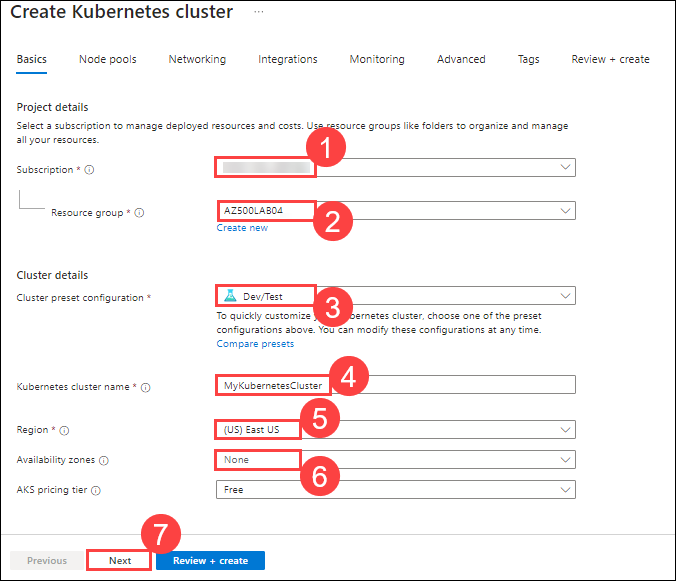 Create Kubernetes cluster ...
Basics Node pools Networking Integrations Monitoring Advanced Tags Review + create
Project details
Select a subscription to manage deployed resources and costs. Use resource groups like folders to organize and manage
all your resources.
1
Subscription *
Resource group * AZ500LAB04
2
Create new
Cluster details
Cluster preset configuration * Dev/Test
3
To quickly customize kubernetes cluster, choose one of the preset
configurations above. You can modify these configurations at any time.
Compare presets
4
Kubernetes cluster name * MyKubernetesCluster
5
Region * (US) East US
Availability zones None
6
AKS pricing tier Free
7
Previous Next Review + create